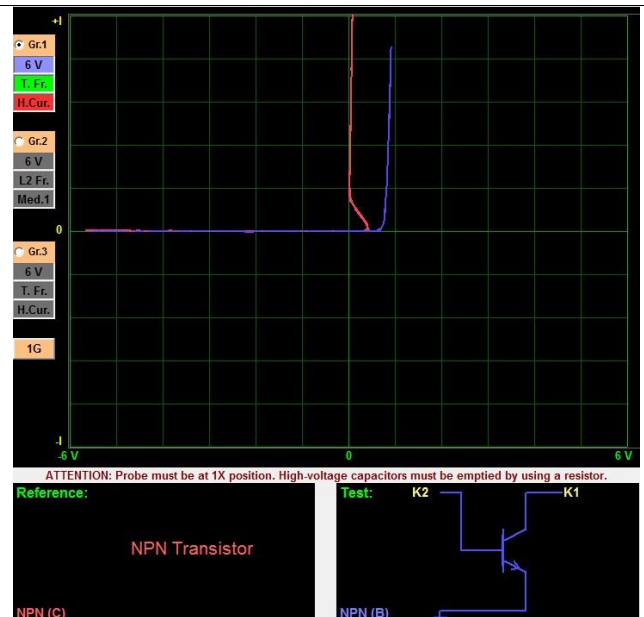 +I
Gr.1
6 V
T. Fr.
H.Cur.
Gr.2
6 V
L2 Fr.
Med.1
0
Gr.3
6 V
T. Fr.
H.Cur.
1G
-I
-6 V 0 6 V
ATTENTION: Probe must be at 1X position. High-voltage capacitors must be emptied by using a resistor.
Reference:
NPN Transistor
NPN (C)
Test: K2 K1
NPN (B)